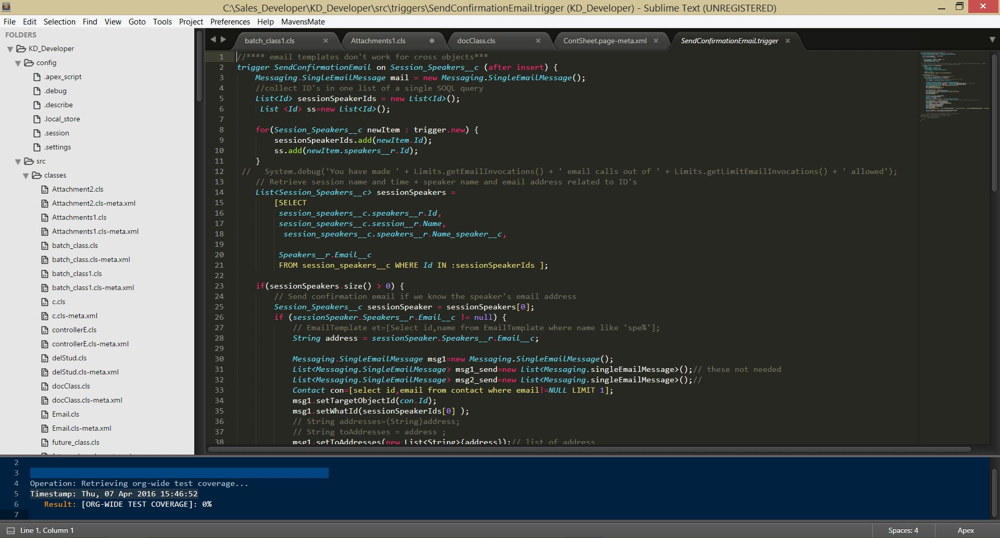 C:\Sales_Developer\KD_Developer\src\triggers\SendConfirmationEmail.trigger (KD_Developer) - Sublime Text (UNREGISTERED)
File Edit Selection Find View Goto Tools Project Preferences Help MavensMate
FOLDERS
KD_Developer
config
.apex_script
.debug
.describe
.local_store
.session
.settings
src
classes
Attachment2.cls
Attachment2.cls-meta.xml
Attachments1.cls
Attachments1.cls-meta.xml
batch_class.cls
batch_class.cls-meta.xml
batch_class1.cls
batch_class1.cls-meta.xml
c.cls
c.cls-meta.xml
controllerE.cls
controllerE.cls-meta.xml
delStud.cls
delStud.cls-meta.xml
docClass.cls
docClass.cls-meta.xml
Email.cls
Email.cls-meta.xml
future_class.cls
batch_class1.cls Attachments1.cls docClass.cls ContSheet.page-meta.xml SendConfirmationEmail.trigger
1 //**** email templates don't work for cross objects***
2 trigger SendConfirmationEmail on Session_Speakers__c (after insert) {
3 Messaging.SingleEmailMessage mail = new Messaging.SingleEmailMessage();
4 //collect ID's in one list of a single SOQL query
5 List<Id> sessionSpeakerIds = new List<Id>();
6 List <Id> ss=new List<Id>();
7
8 for(Session_Speakers__c newItem : trigger.new) {
9 sessionSpeakerIds.add(newItem.Id);
10 ss.add(newItem.speakers__r.Id);
11 }
12 // System.debug('You have made ' + Limits.getEmailInvocations() + ' email calls out of ' + Limits.getLimitEmailInvocations() + ' allowed');
13 // Retrieve session name and time + speaker name and email address related to ID's
14 List<Session_Speakers__c> sessionSpeakers =
15 [SELECT
16 session_speakers__c.speakers__r.Id,
17 session_speakers__c.session__r.Name,
18 session_speakers__c.speakers__r.Name_speaker__c,
19
20 Speakers__r.Email__c
21 FROM session_speakers__c WHERE Id IN :sessionSpeakerIds ];
22
23 if(sessionSpeakers.size() > 0) {
24 // Send confirmation email if we know the speaker's email address
25 Session_Speakers__c sessionSpeaker = sessionSpeakers[0];
26 if (sessionSpeaker.Speakers__r.Email__c != null) {
27 // EmailTemplate et=[Select id,name from EmailTemplate where name like 'spe%'];
28 String address = sessionSpeaker.Speakers__r.Email__c;
29
30 Messaging.SingleEmailMessage msg1=new Messaging.SingleEmailMessage();
31 List<Messaging.SingleEmailMessage> msg1_send=new List<Messaging.singleEmailMessage>();// these not needed
32 List<Messaging.SingleEmailMessage> msg2_send=new List<Messaging.singleEmailMessage>();//
33 Contact con=[select id,email from contact where email!=NULL LIMIT 1];
34 msg1.setTargetObjectId(con.Id);
35 msg1.setWhatId(sessionSpeakerIds[0] );
36 // String addresses=(String)address;
37 // String toAddresses = address ;
38 msg1.setToAddresses(new List<String>{address});// list of address
2
3
4 Operation: Retrieving org-wide test coverage...
5 Timestamp: Thu, 07 Apr 2016 15:46:52
6 Result: [ORG-WIDE TEST COVERAGE]: 0%
7
Line 1, Column 1 Spaces: 4 Apex